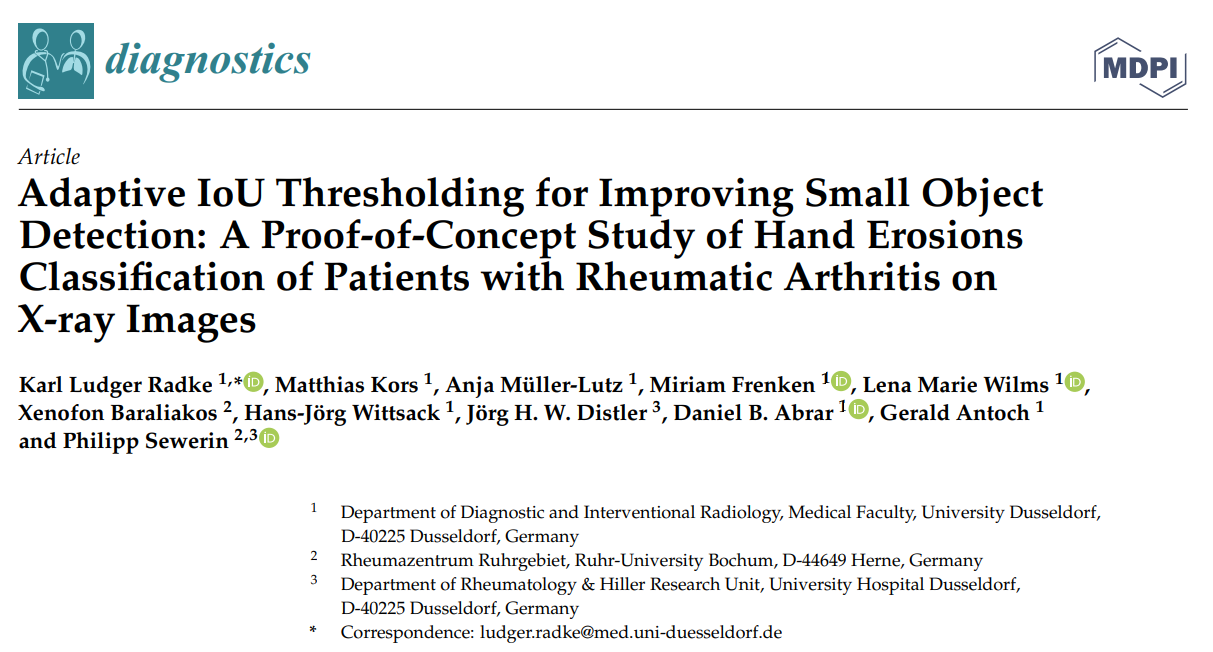 diagnostics
MDPI
Article
Adaptive IoU Thresholding for Improving Small Object
Detection: A Proof-of-Concept Study of Hand Erosions
Classification of Patients with Rheumatic Arthritis on
X-ray Images
Karl Ludger Radke 1,* iD, Matthias Kors 1, Anja Müller-Lutz 1, Miriam Frenken 1 iD, Lena Marie Wilms 1 iD,
Xenofon Baraliakos 2, Hans-Jörg Wittsack 1, Jörg H. W. Distler 3, Daniel B. Abrar 1 iD, Gerald Antoch 1
and Philipp Sewerin 2,3 iD
1 Department of Diagnostic and Interventional Radiology, Medical Faculty, University Dusseldorf,
D-40225 Dusseldorf, Germany
2 Rheumazentrum Ruhrgebiet, Ruhr-University Bochum, D-44649 Herne, Germany
3 Department of Rheumatology & Hiller Research Unit, University Hospital Dusseldorf,
D-40225 Dusseldorf, Germany
* Correspondence: ludger.radke@med.uni-duesseldorf.de